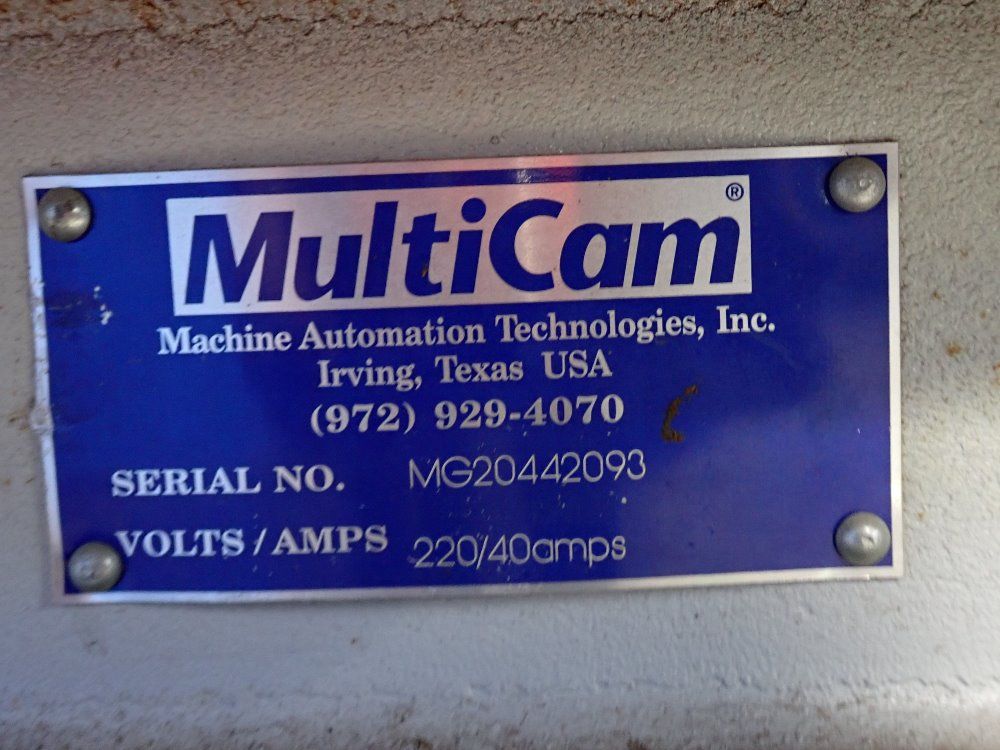 MultiCam®
Machine Automation Technologies, Inc.
Irving, Texas USA
(972) 929-4070
SERIAL NO. MG20442093
VOLTS / AMPS 220/40amps